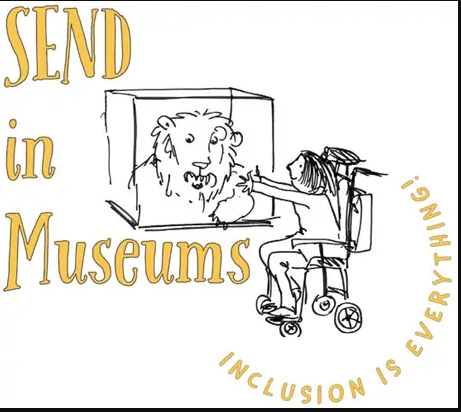 SEND
in
Museums
INCLUSION IS EVERYTHING!